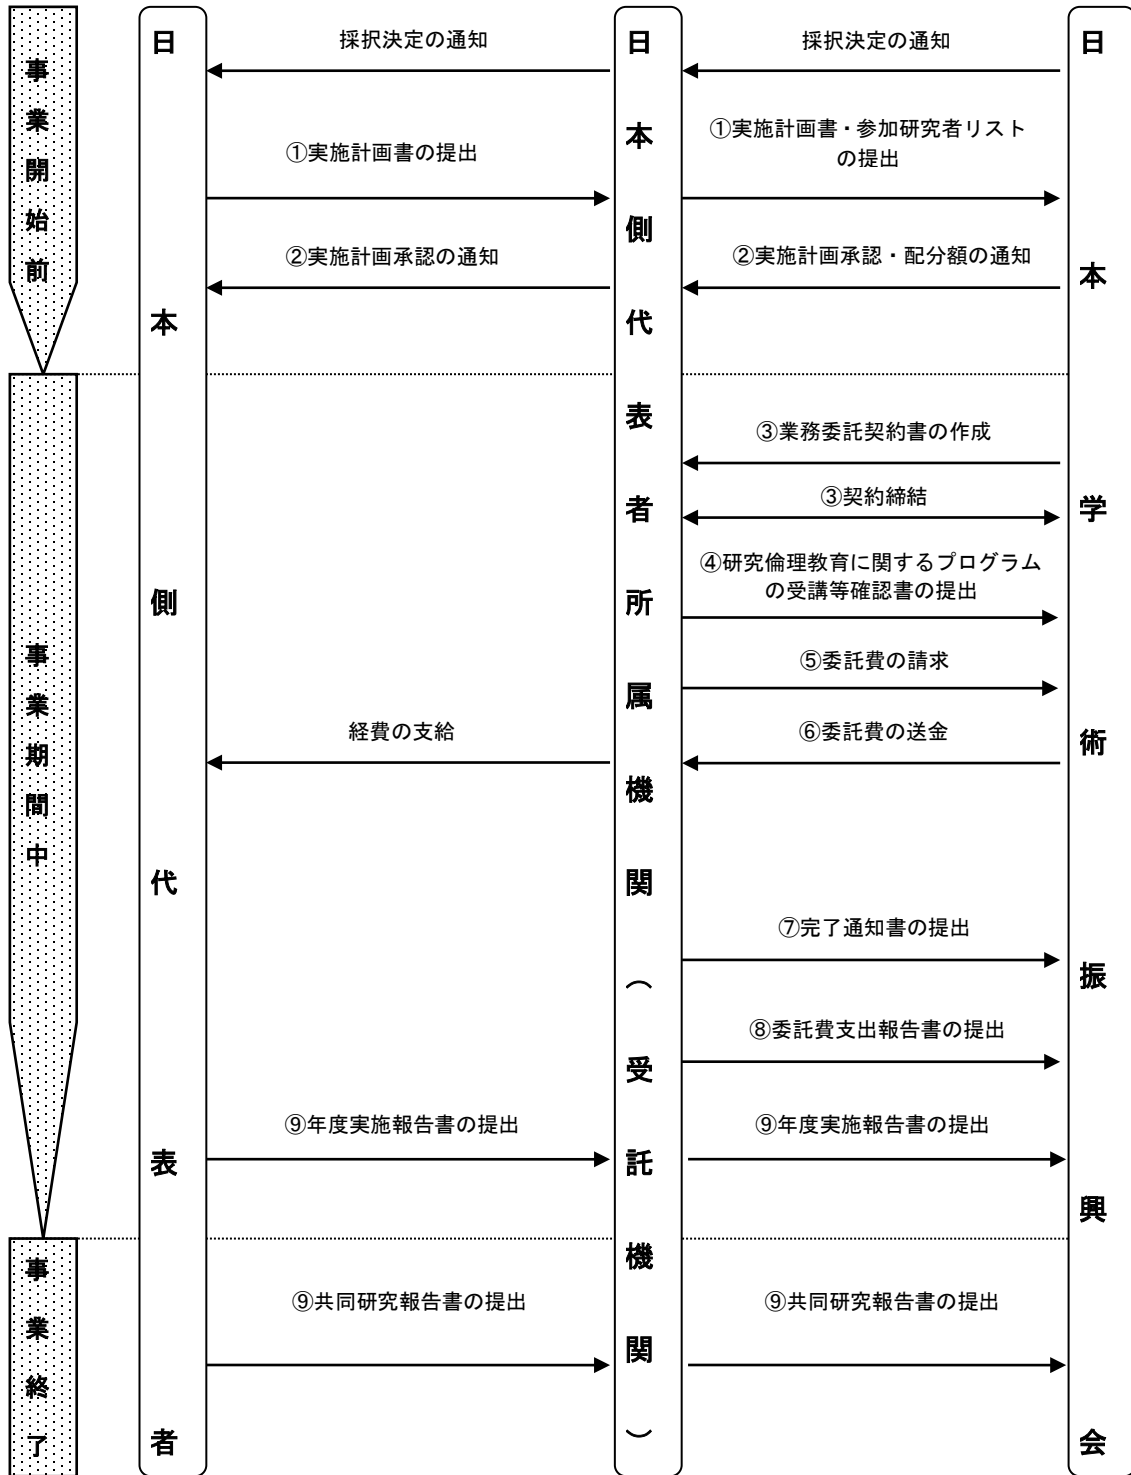 事業開始前
事業期間中
事業終了
日本側代表者
日本側代表者所属機関（受託機関）
日本学術振興会
採択決定の通知
採択決定の通知
①実施計画書の提出
①実施計画書・参加研究者リスト
の提出
②実施計画承認の通知
②実施計画承認・配分額の通知
③業務委託契約書の作成
③契約締結
④研究倫理教育に関するプログラム
の受講等確認書の提出
⑤委託費の請求
経費の支給
⑥委託費の送金
⑦完了通知書の提出
⑧委託費支出報告書の提出
⑨年度実施報告書の提出
⑨年度実施報告書の提出
⑨共同研究報告書の提出
⑨共同研究報告書の提出